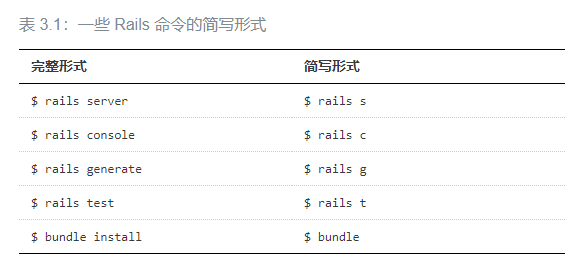 表 3.1：一些 Rails 命令的简写形式
完整形式 简写形式
$ rails server $ rails s
$ rails console $ rails c
$ rails generate $ rails g
$ rails test $ rails t
$ bundle install $ bundle